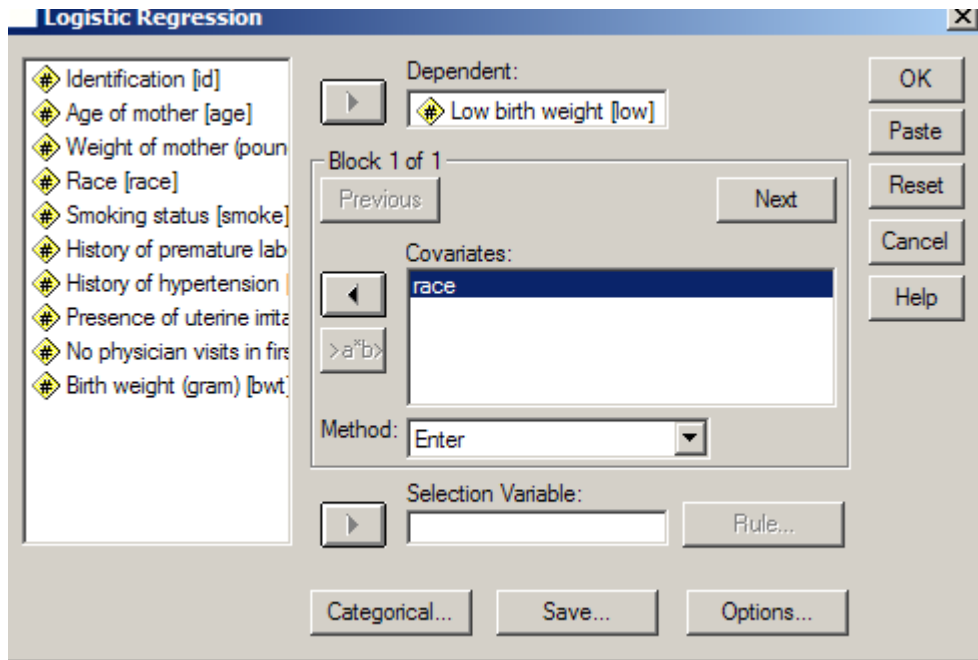 Logistic Regression
Identification [id]
Age of mother [age]
Weight of mother (poun
Race [race]
Smoking status [smoke]
History of premature lab
History of hypertension [
Presence of uterine irrita
No physician visits in firs
Birth weight (gram) [bwt]
Dependent:
Low birth weight [low]
Block 1 of 1
Previous
Next
Covariates:
race
>a*b>
Method:
Enter
Selection Variable:
Rule...
Categorical...
Save...
Options...
OK
Paste
Reset
Cancel
Help